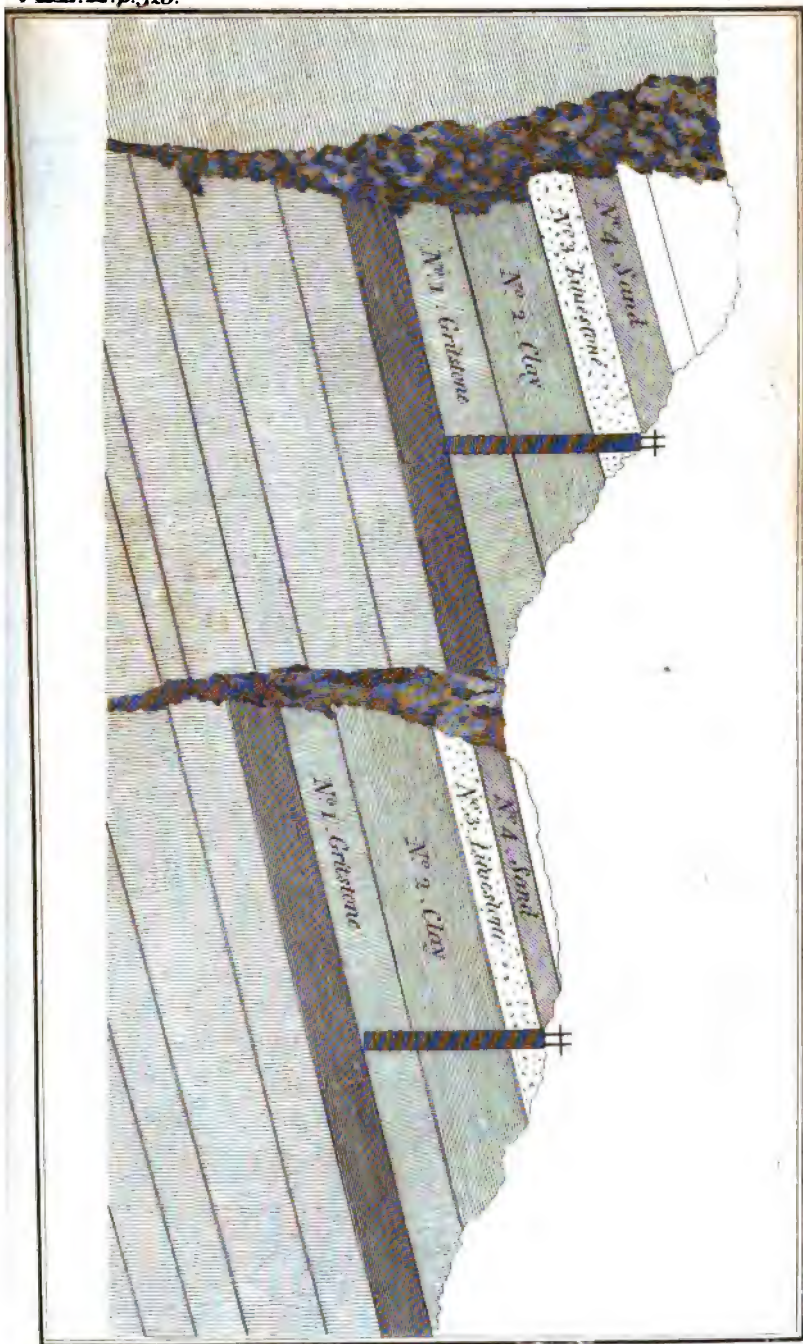 Nº 4. Sand
Nº 3. Limestone
Nº 2. Clay
Nº 1. Gritstone
Nº 4. Sand
Nº 3. Limestone
Nº 2. Clay
Nº 1. Gritstone